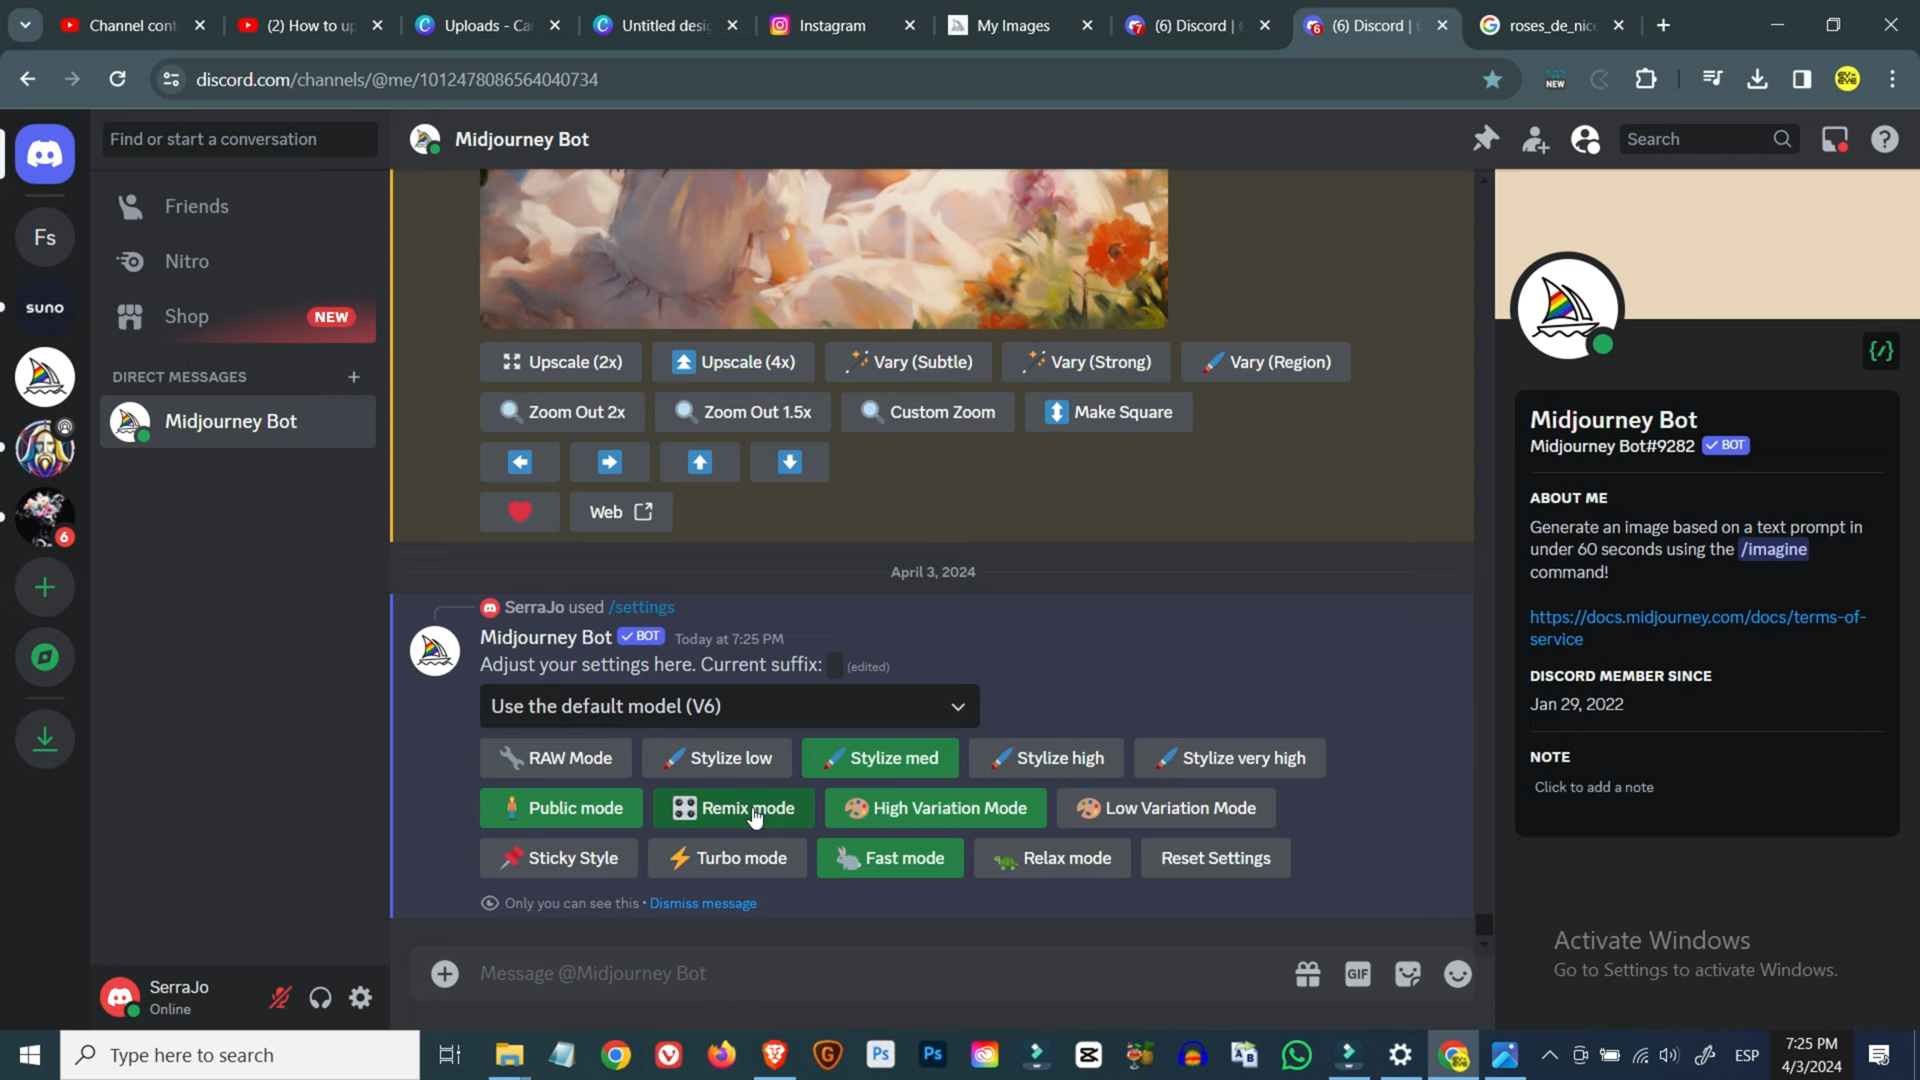 Channel cont
(2) How to up
Uploads - Ca
Untitled desi
Instagram
My Images
(6) Discord | (
(6) Discord | (
roses_de_nice
discord.com/channels/@me/1012478086564040734
NEW
Find or start a conversation
Midjourney Bot
Search
Friends
Fs
Nitro
suno
Shop
NEW
DIRECT MESSAGES
Midjourney Bot
6
Upscale (2x)
Upscale (4x)
Vary (Subtle)
Vary (Strong)
Vary (Region)
Zoom Out 2x
Zoom Out 1.5x
Custom Zoom
Make Square
Web
April 3, 2024
SerraJo used /settings
Midjourney Bot BOT Today at 7:25 PM
Adjust your settings here. Current suffix: (edited)
Use the default model (V6)
RAW Mode
Stylize low
Stylize med
Stylize high
Stylize very high
Public mode
Remix mode
High Variation Mode
Low Variation Mode
Sticky Style
Turbo mode
Fast mode
Relax mode
Reset Settings
Only you can see this • Dismiss message
Message @Midjourney Bot
GIF
SerraJo
Online
Midjourney Bot
Midjourney Bot#9282 BOT
ABOUT ME
Generate an image based on a text prompt in
under 60 seconds using the /imagine
command!
https://docs.midjourney.com/docs/terms-of-
service
DISCORD MEMBER SINCE
Jan 29, 2022
NOTE
Click to add a note
Activate Windows
Go to Settings to activate Windows.
Type here to search
Ps
Ps
ESP
7:25 PM
4/3/2024